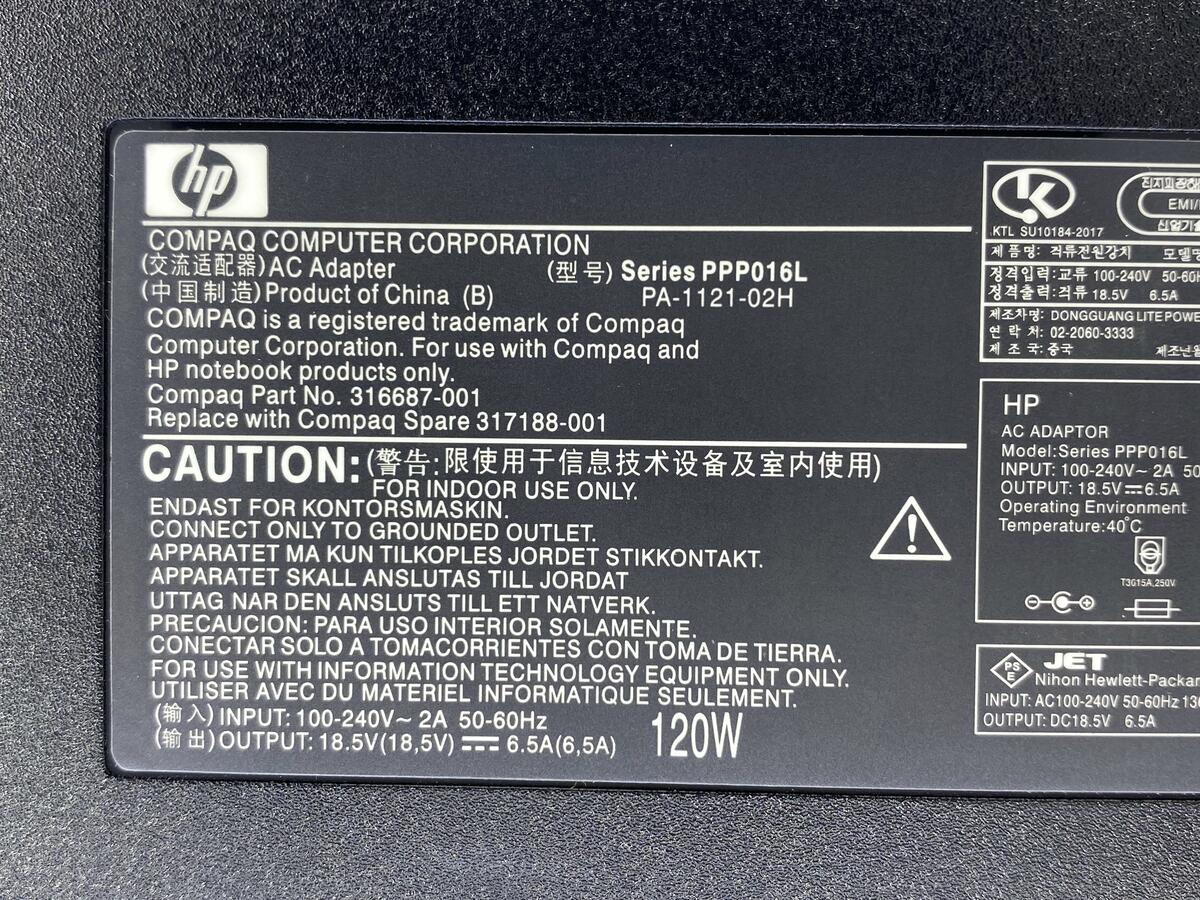 hp
COMPAQ COMPUTER CORPORATION
(交流适配器) AC Adapter (型号) Series PPP016L
(中国制造) Product of China (B) PA-1121-02H
COMPAQ is a registered trademark of Compaq
Computer Corporation. For use with Compaq and
HP notebook products only.
Compaq Part No. 316687-001
Replace with Compaq Spare 317188-001
CAUTION: (警告:限使用于信息技术设备及室内使用)
FOR INDOOR USE ONLY.
ENDAST FOR KONTORSMASKIN.
CONNECT ONLY TO GROUNDED OUTLET.
APPARATET MA KUN TILKOPLES JORDET STIKKONTAKT.
APPARATET SKALL ANSLUTAS TILL JORDAT
UTTAG NAR DEN ANSLUTS TILL ETT NATVERK.
PRECAUCION: PARA USO INTERIOR SOLAMENTE.
CONECTAR SOLO A TOMACORRIENTES CON TOMA DE TIERRA.
FOR USE WITH INFORMATION TECHNOLOGY EQUIPMENT ONLY.
UTILISER AVEC DU MATERIEL INFORMATIQUE SEULEMENT.
(输入) INPUT: 100-240V~ 2A 50-60Hz
(输出) OUTPUT: 18.5V(18,5V) ⎓ 6.5A(6,5A) 120W
K
EMI/
KTL SU10184-2017
제품명: 직류전원장치 모델명
정격입력: 교류 100-240V 50-60H
정격출력: 직류 18.5V 6.5A
제조자명: DONGGUANG LITEPOWE
연락처: 02-2060-3333
제조국: 중국 제조년월
HP
AC ADAPTOR
Model:Series PPP016L
INPUT: 100-240V~ 2A 50
OUTPUT: 18.5V⎓6.5A
Operating Environment
Temperature:40°C
T3G15A,250V
PS
E
JET
Nihon Hewlett-Packar
INPUT: AC100-240V 50-60Hz 13
OUTPUT: DC18.5V 6.5A